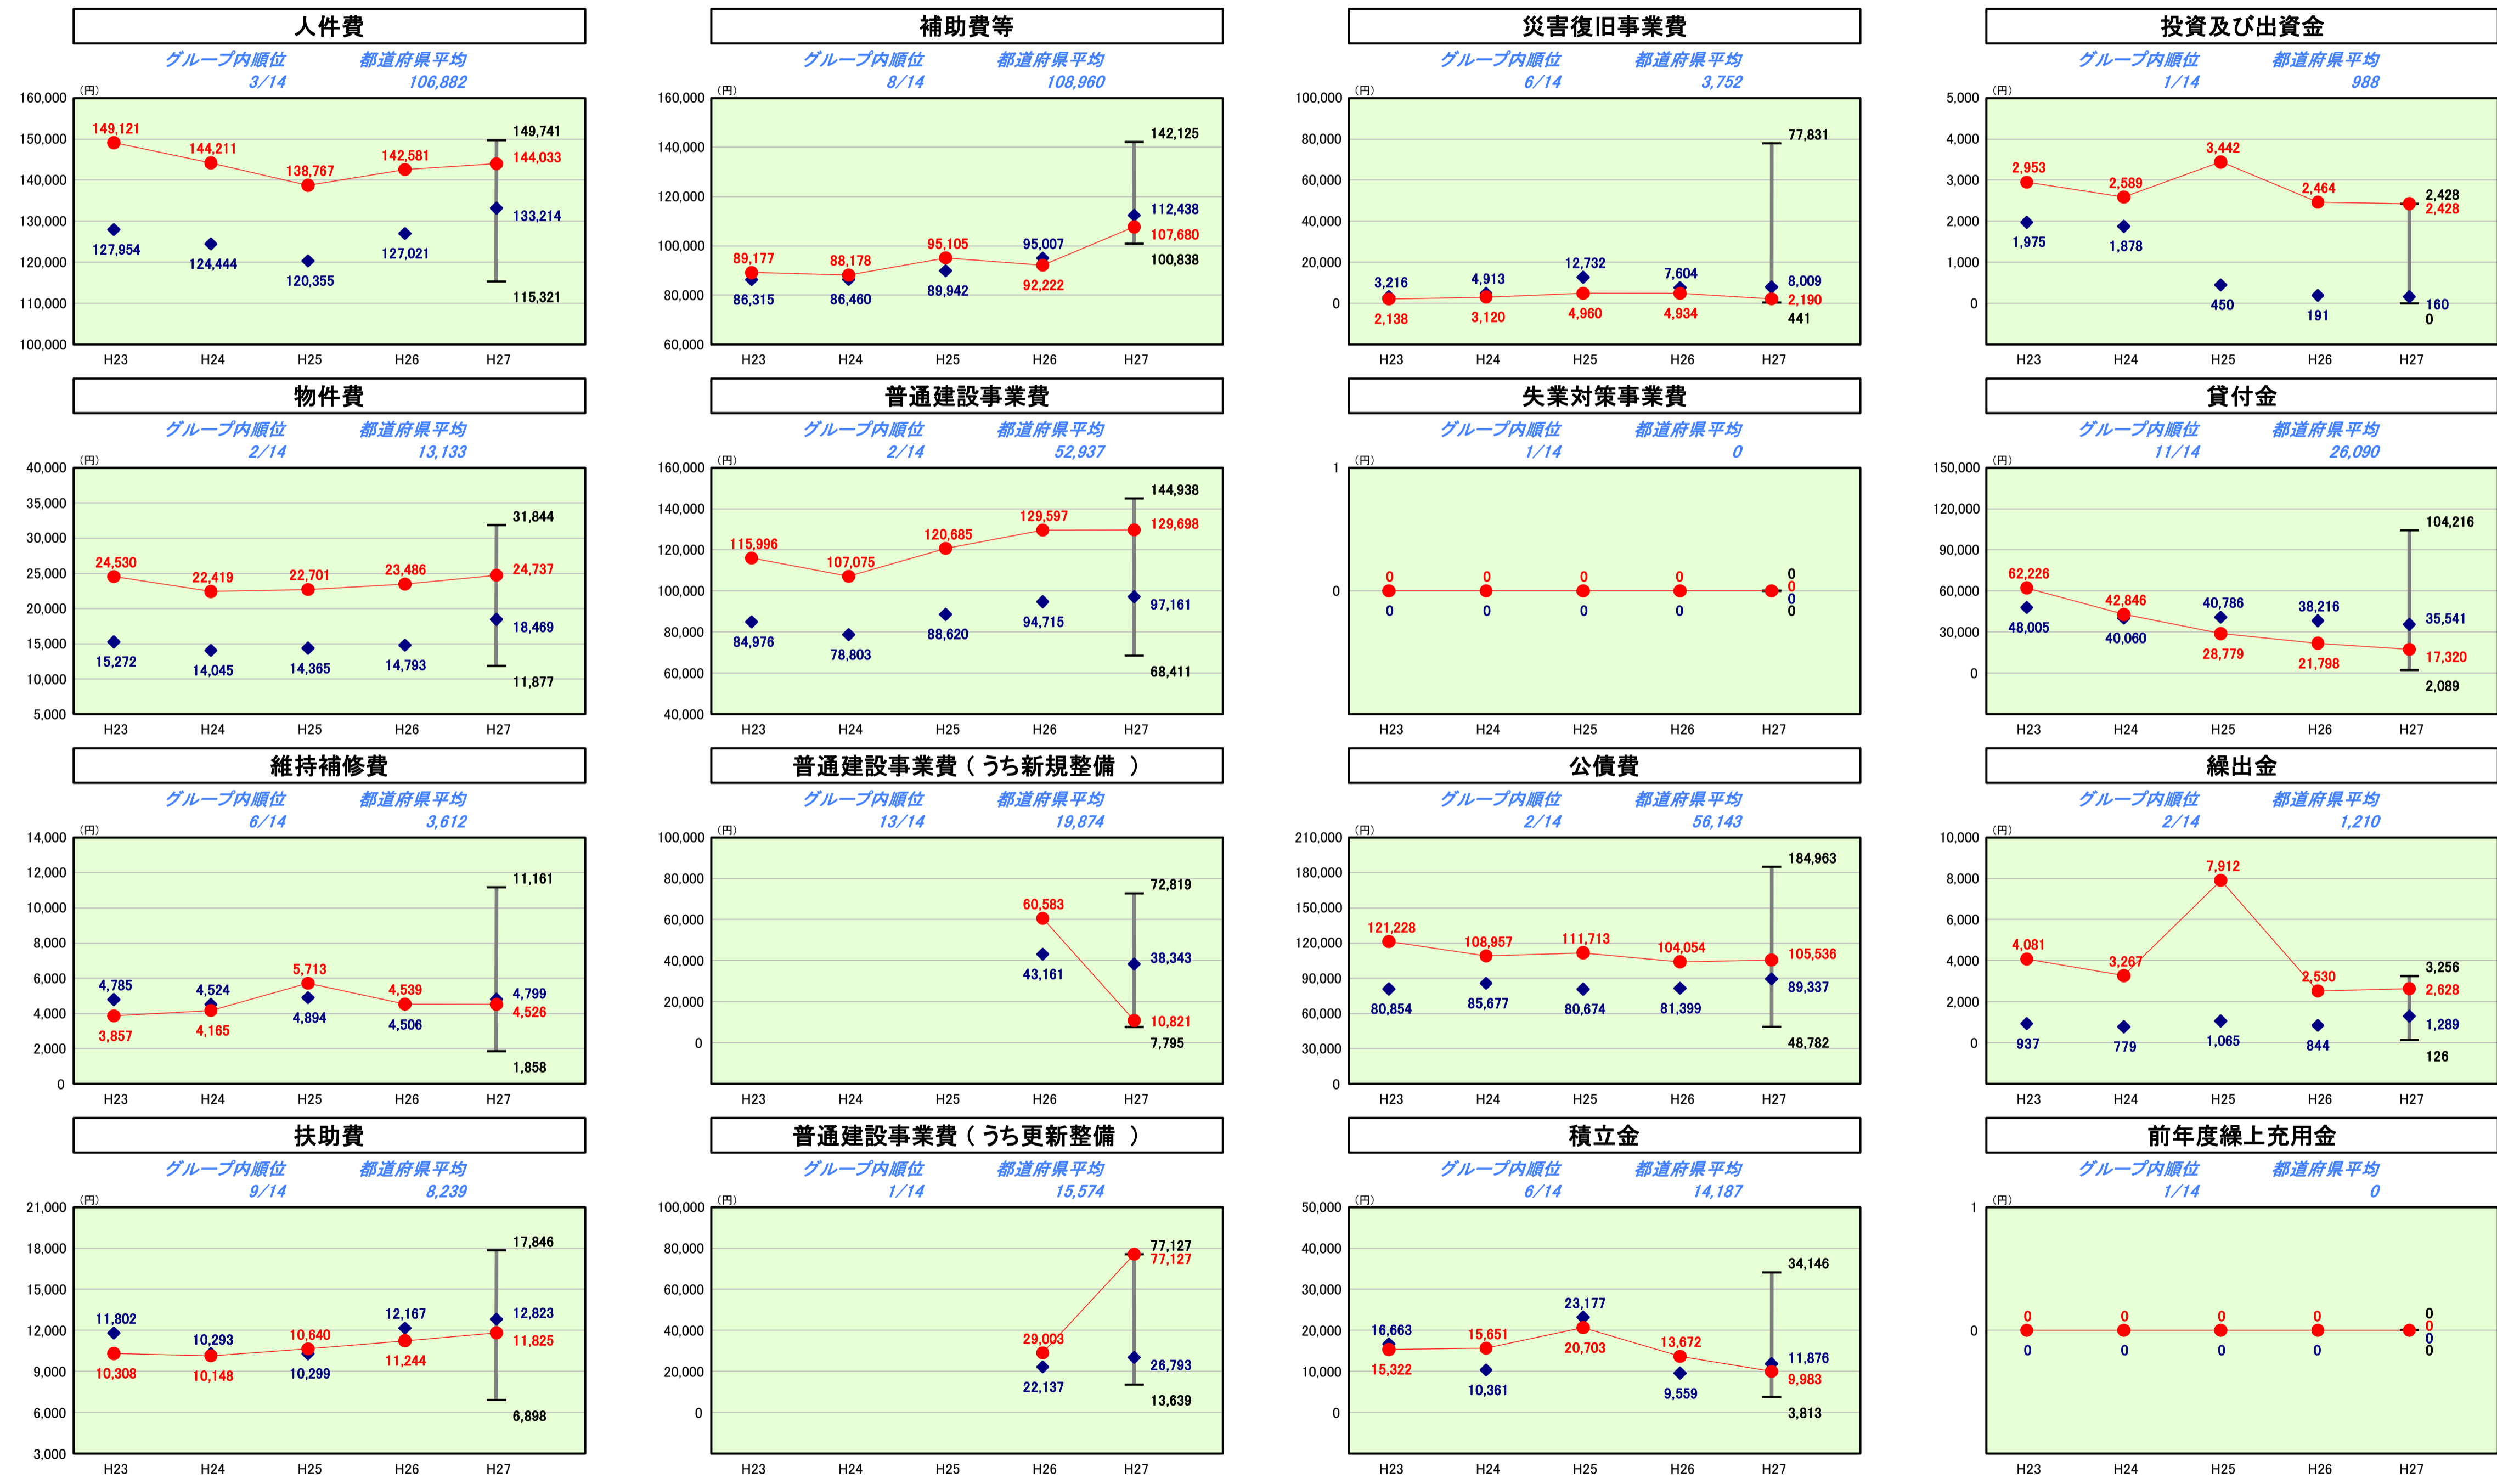 人件費
グループ内順位 都道府県平均
3/14 106,882
(円)
160,000
150,000
140,000
130,000
120,000
110,000
100,000
149,121 144,211 138,767 142,581 144,033
127,954 124,444 120,355 127,021 133,214
149,741
115,321
H23 H24 H25 H26 H27
補助費等
グループ内順位 都道府県平均
8/14 108,960
(円)
160,000
140,000
120,000
100,000
80,000
60,000
89,177 88,178 95,105 92,222 107,680
86,315 86,460 89,942 95,007 112,438
142,125
100,838
H23 H24 H25 H26 H27
災害復旧事業費
グループ内順位 都道府県平均
6/14 3,752
(円)
100,000
80,000
60,000
40,000
20,000
0
3,216 4,913 12,732 7,604 8,009
2,138 3,120 4,960 4,934 2,190
77,831
441
H23 H24 H25 H26 H27
投資及び出資金
グループ内順位 都道府県平均
1/14 988
(円)
5,000
4,000
3,000
2,000
1,000
0
2,953 2,589 3,442 2,464 2,428
1,975 1,878 450 191 160
2,428
0
H23 H24 H25 H26 H27
物件費
グループ内順位 都道府県平均
2/14 13,133
(円)
40,000
35,000
30,000
25,000
20,000
15,000
10,000
5,000
24,530 22,419 22,701 23,486 24,737
15,272 14,045 14,365 14,793 18,469
31,844
11,877
H23 H24 H25 H26 H27
普通建設事業費
グループ内順位 都道府県平均
2/14 52,937
(円)
160,000
140,000
120,000
100,000
80,000
60,000
40,000
115,996 107,075 120,685 129,597 129,698
84,976 78,803 88,620 94,715 97,161
144,938
68,411
H23 H24 H25 H26 H27
失業対策事業費
グループ内順位 都道府県平均
1/14 0
(円)
1
0
0 0 0 0 0
0 0 0 0 0
0
0
H23 H24 H25 H26 H27
貸付金
グループ内順位 都道府県平均
11/14 26,090
(円)
150,000
120,000
90,000
60,000
30,000
0
62,226 42,846 28,779 21,798 17,320
48,005 40,060 40,786 38,216 35,541
104,216
2,089
H23 H24 H25 H26 H27
維持補修費
グループ内順位 都道府県平均
6/14 3,612
(円)
14,000
12,000
10,000
8,000
6,000
4,000
2,000
0
4,785 4,524 4,894 4,506 4,799
3,857 4,165 5,713 4,539 4,526
11,161
1,858
H23 H24 H25 H26 H27
普通建設事業費(うち新規整備 )
グループ内順位 都道府県平均
13/14 19,874
(円)
100,000
80,000
60,000
40,000
20,000
0
60,583 10,821
43,161 38,343
72,819
7,795
H23 H24 H25 H26 H27
公債費
グループ内順位 都道府県平均
2/14 56,143
(円)
210,000
180,000
150,000
120,000
90,000
60,000
30,000
0
121,228 108,957 111,713 104,054 105,536
80,854 85,677 80,674 81,399 89,337
184,963
48,782
H23 H24 H25 H26 H27
繰出金
グループ内順位 都道府県平均
2/14 1,210
(円)
10,000
8,000
6,000
4,000
2,000
0
4,081 3,267 7,912 2,530 2,628
937 779 1,065 844 1,289
3,256
126
H23 H24 H25 H26 H27
扶助費
グループ内順位 都道府県平均
9/14 8,239
(円)
21,000
18,000
15,000
12,000
9,000
6,000
3,000
11,802 10,293 10,299 12,167 12,823
10,308 10,148 10,640 11,244 11,825
17,846
6,898
H23 H24 H25 H26 H27
普通建設事業費(うち更新整備 )
グループ内順位 都道府県平均
1/14 15,574
(円)
100,000
80,000
60,000
40,000
20,000
0
29,003 77,127
22,137 26,793
77,127
13,639
H23 H24 H25 H26 H27
積立金
グループ内順位 都道府県平均
6/14 14,187
(円)
50,000
40,000
30,000
20,000
10,000
0
16,663 10,361 23,177 9,559 11,876
15,322 15,651 20,703 13,672 9,983
34,146
3,813
H23 H24 H25 H26 H27
前年度繰上充用金
グループ内順位 都道府県平均
1/14 0
(円)
1
0
0 0 0 0 0
0 0 0 0 0
0
0
H23 H24 H25 H26 H27